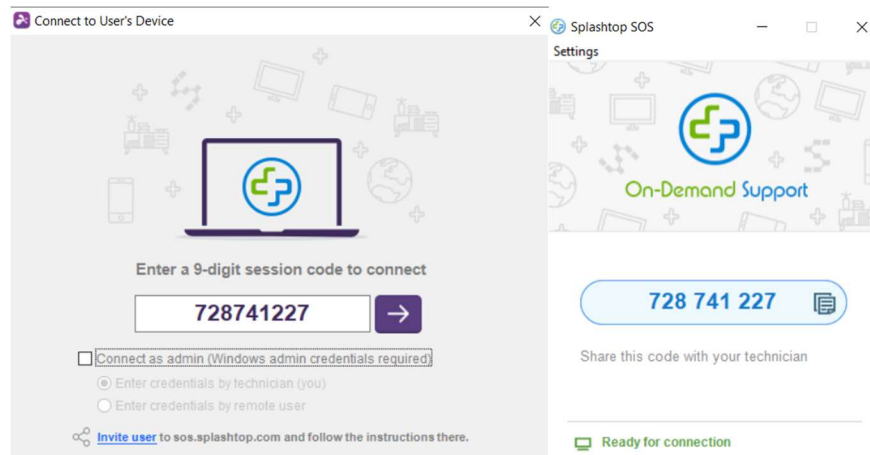 Connect to User's Device
Enter a 9-digit session code to connect
728741227
Connect as admin (Windows admin credentials required)
Enter credentials by technician (you)
Enter credentials by remote user
Invite user to sos.splashtop.com and follow the instructions there.
Splashtop SOS
Settings
On-Demand Support
728 741 227
Share this code with your technician
Ready for connection